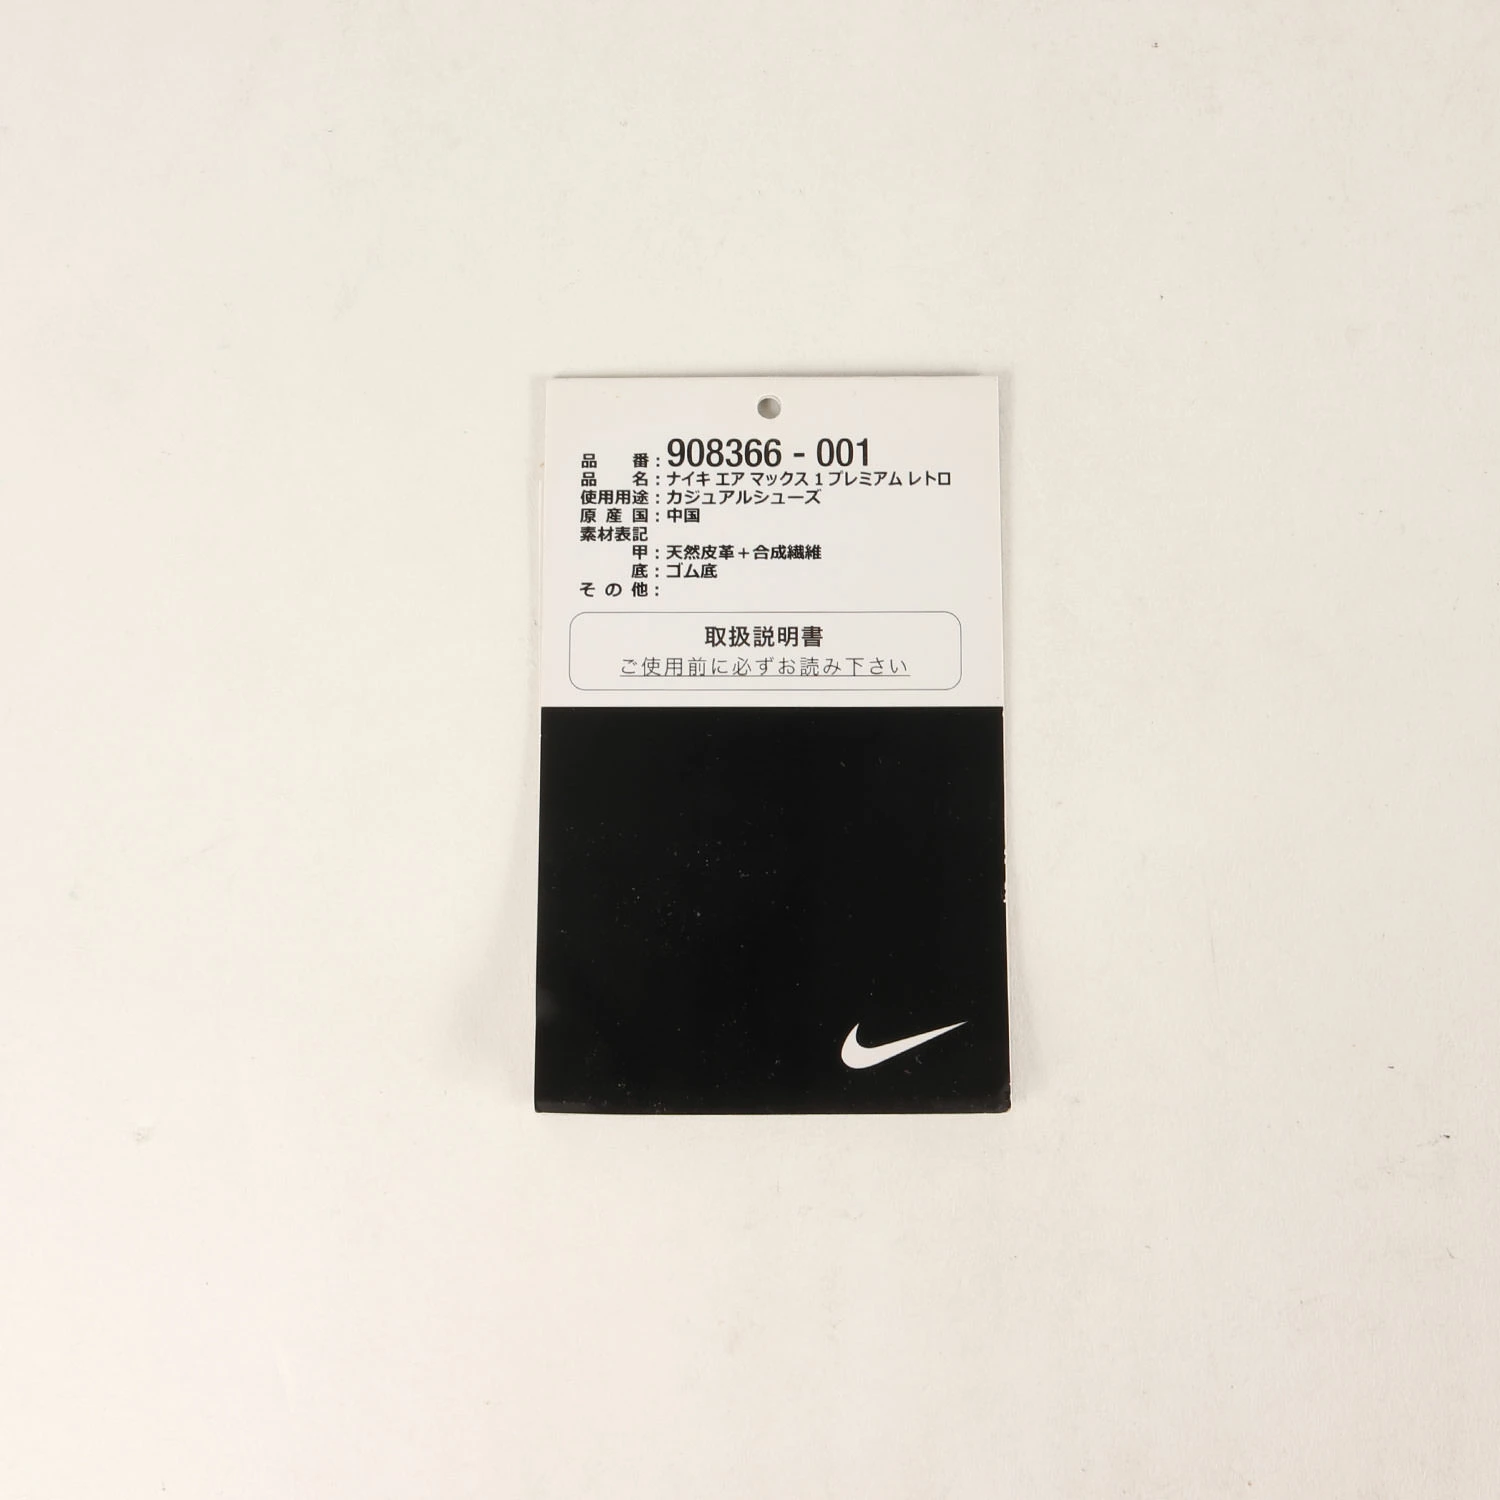 品番：908366 - 001
品名：ナイキ エア マックス 1 プレミアム レトロ
使用用途：カジュアルシューズ
原産国：中国
素材表記
甲：天然皮革＋合成繊維
底：ゴム底
その他：
取扱説明書
ご使用前に必ずお読み下さい